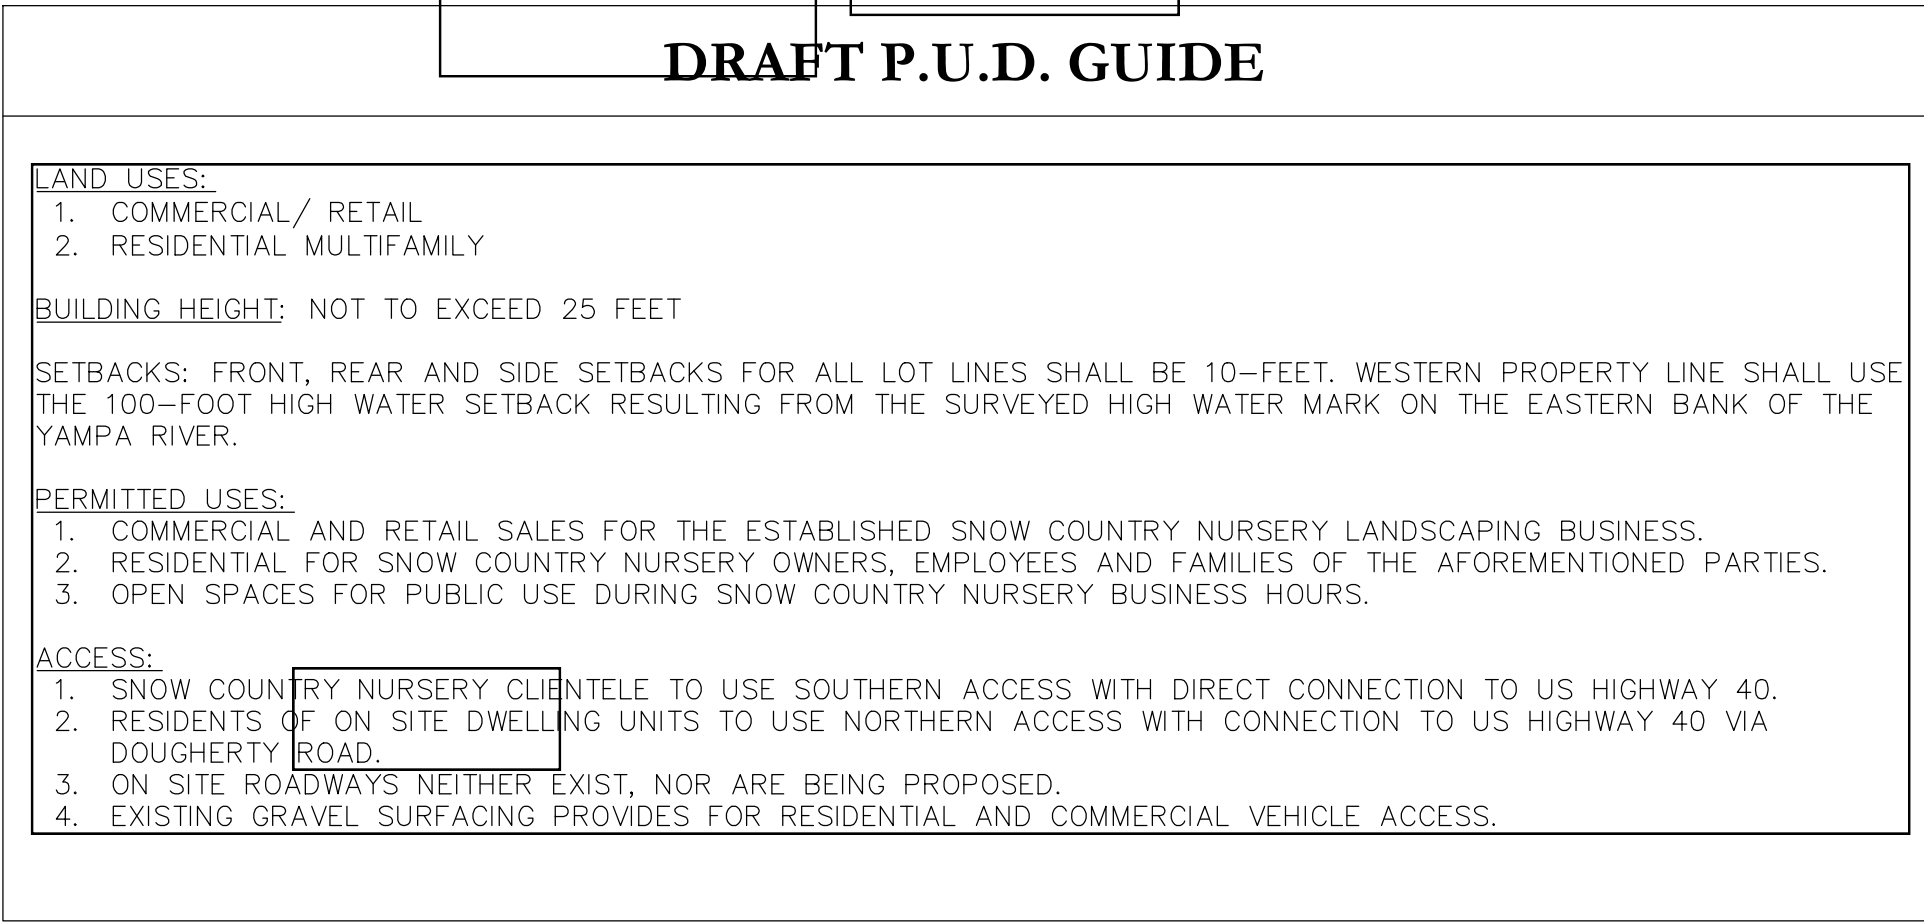 DRAFT P.U.D. GUIDE
LAND USES:
1. COMMERCIAL/ RETAIL
2. RESIDENTIAL MULTIFAMILY
BUILDING HEIGHT: NOT TO EXCEED 25 FEET
SETBACKS: FRONT, REAR AND SIDE SETBACKS FOR ALL LOT LINES SHALL BE 10-FEET. WESTERN PROPERTY LINE SHALL USE
THE 100-FOOT HIGH WATER SETBACK RESULTING FROM THE SURVEYED HIGH WATER MARK ON THE EASTERN BANK OF THE
YAMPA RIVER.
PERMITTED USES:
1. COMMERCIAL AND RETAIL SALES FOR THE ESTABLISHED SNOW COUNTRY NURSERY LANDSCAPING BUSINESS.
2. RESIDENTIAL FOR SNOW COUNTRY NURSERY OWNERS, EMPLOYEES AND FAMILIES OF THE AFOREMENTIONED PARTIES.
3. OPEN SPACES FOR PUBLIC USE DURING SNOW COUNTRY NURSERY BUSINESS HOURS.
ACCESS:
1. SNOW COUNTRY NURSERY CLIENTELE TO USE SOUTHERN ACCESS WITH DIRECT CONNECTION TO US HIGHWAY 40.
2. RESIDENTS OF ON SITE DWELLING UNITS TO USE NORTHERN ACCESS WITH CONNECTION TO US HIGHWAY 40 VIA
DOUGHERTY ROAD.
3. ON SITE ROADWAYS NEITHER EXIST, NOR ARE BEING PROPOSED.
4. EXISTING GRAVEL SURFACING PROVIDES FOR RESIDENTIAL AND COMMERCIAL VEHICLE ACCESS.